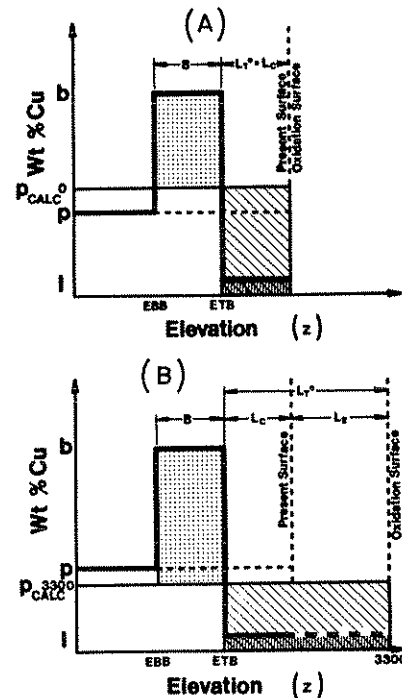 (A)
B
L_T° = L_C
Present Surface
Oxidation Surface
Wt % Cu
b
P_CALC°
p
l
EBB
ETB
Elevation (z)
(B)
L_T°
B
L_C
L_E
Present Surface
Oxidation Surface
Wt % Cu
b
p
P_CALC 3300
l
EBB
ETB
3300
Elevation (z)